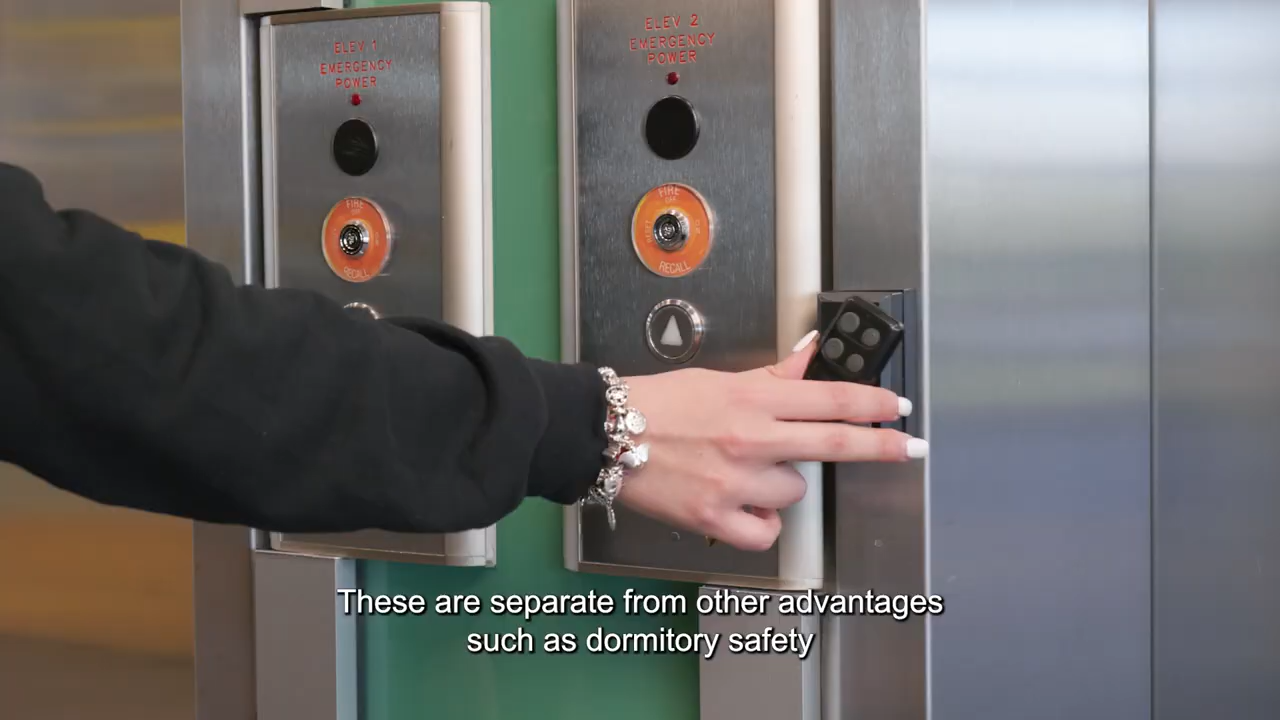 ELEV 1
EMERGENCY
POWER
FIRE
RECALL
ELEV 2
EMERGENCY
POWER
FIRE
OFF
RECALL
These are separate from other advantages
such as dormitory safety